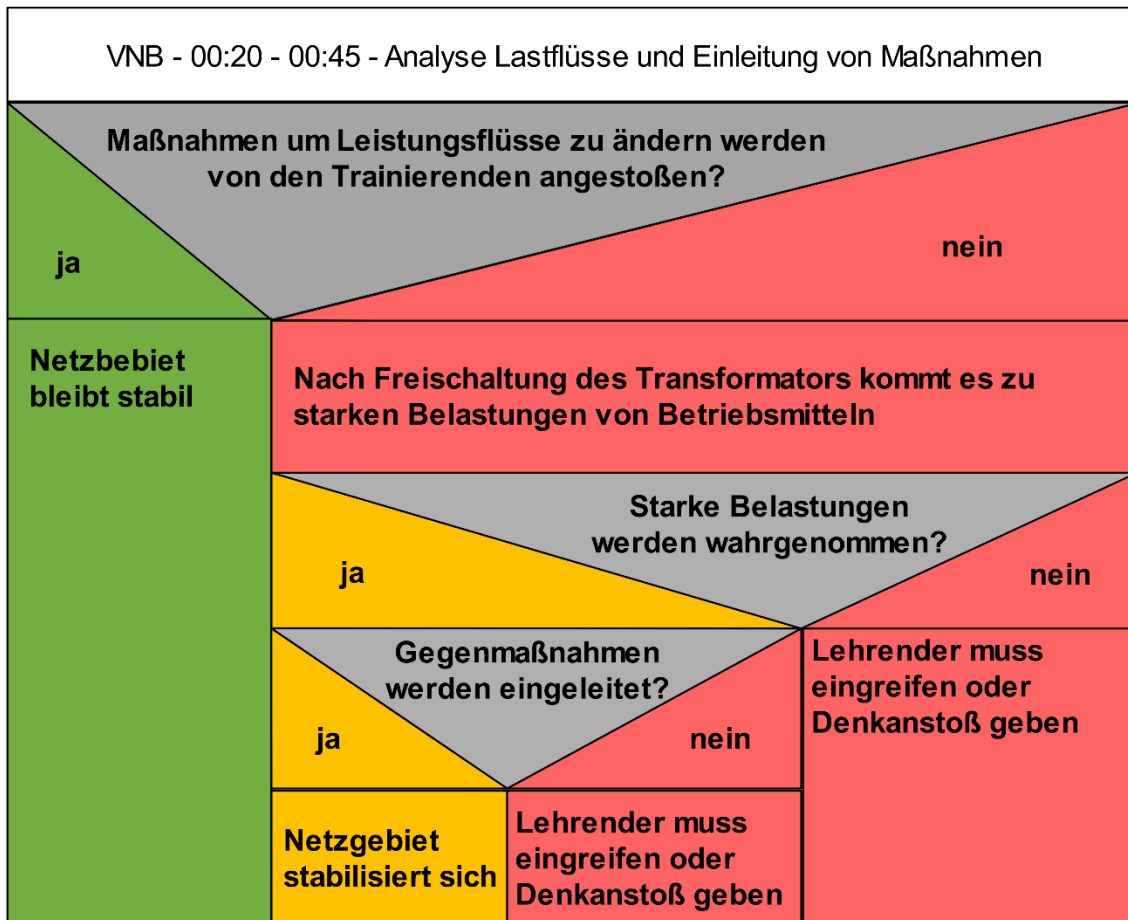 VNB - 00:20 - 00:45 - Analyse Lastflüsse und Einleitung von Maßnahmen
Maßnahmen um Leistungsflüsse zu ändern werden
von den Trainierenden angestoßen?
ja
nein
Netzbebiet
bleibt stabil
Nach Freischaltung des Transformators kommt es zu
starken Belastungen von Betriebsmitteln
Starke Belastungen
werden wahrgenommen?
ja
nein
Gegenmaßnahmen
werden eingeleitet?
ja
nein
Lehrender muss
eingreifen oder
Denkanstoß geben
Netzgebiet
stabilisiert sich
Lehrender muss
eingreifen oder
Denkanstoß geben